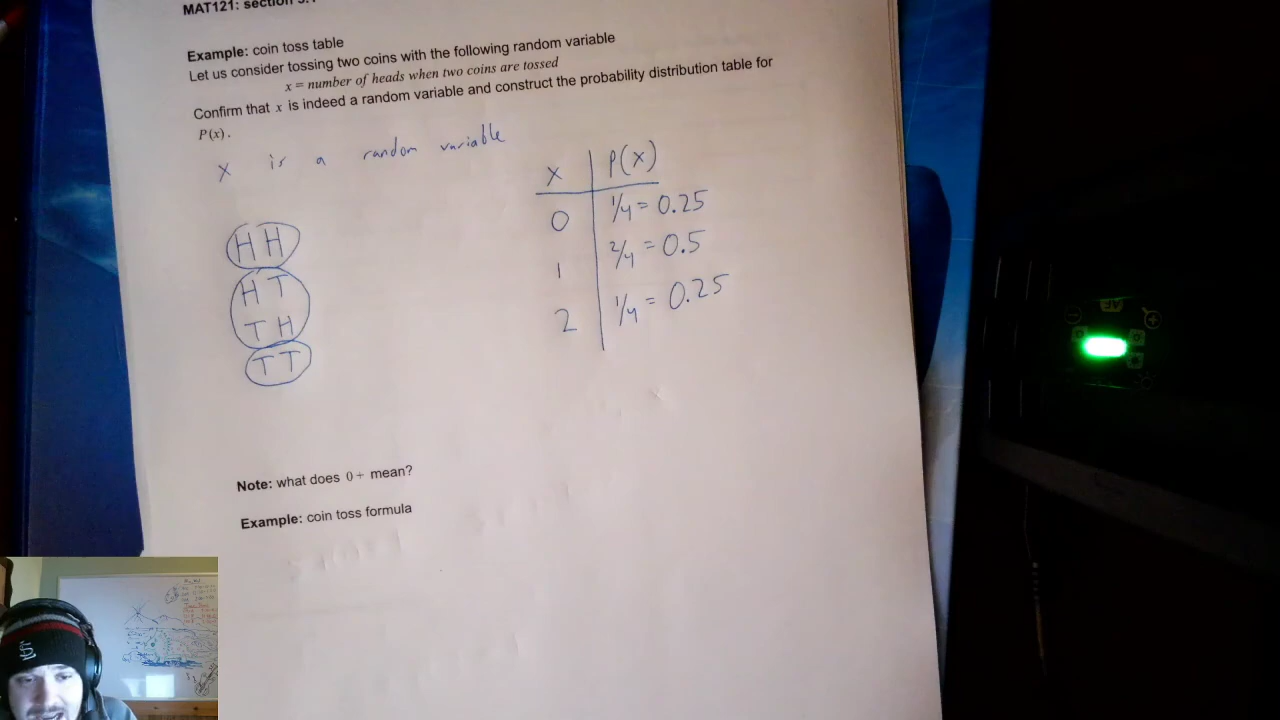 MAT121: section
Example: coin toss table
Let us consider tossing two coins with the following random variable
x = number of heads when two coins are tossed
Confirm that x is indeed a random variable and construct the probability distribution table for
P(x).
x is a random variable
HH
HT
TH
TT
x P(x)
0 1/4 = 0.25
1 2/4 = 0.5
2 1/4 = 0.25
Note: what does 0+ mean?
Example: coin toss formula
AF